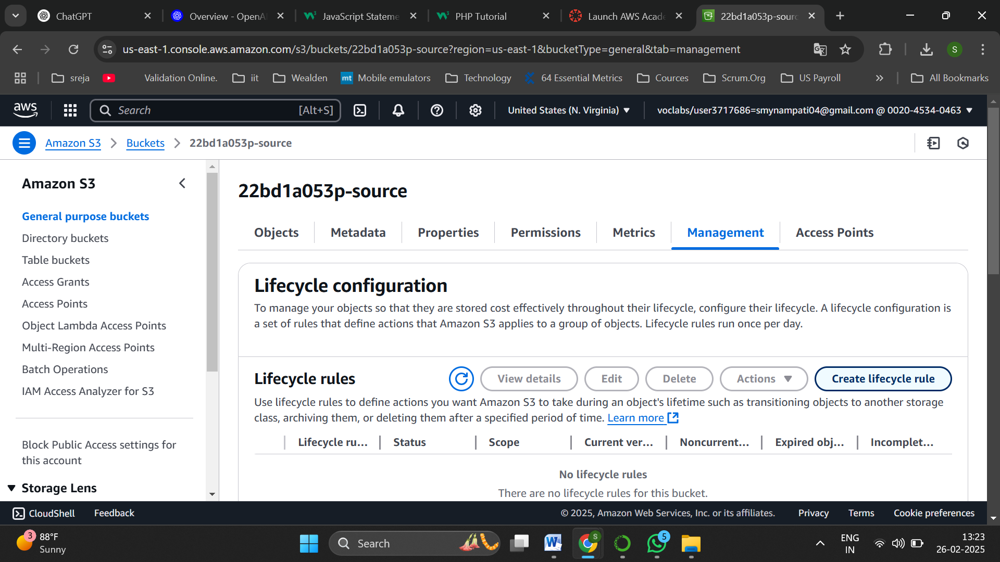 ChatGPT
Overview - OpenA
JavaScript Stateme
PHP Tutorial
Launch AWS Acade
22bd1a053p-sourc
us-east-1.console.aws.amazon.com/s3/buckets/22bd1a053p-source?region=us-east-1&bucketType=general&tab=management
S
sreja
Validation Online.
iit
Wealden
mt Mobile emulators
Technology
64 Essential Metrics
Cources
Scrum.Org
US Payroll
»
All Bookmarks
aws
Search
[Alt+S]
United States (N. Virginia)
voclabs/user3717686=smynampati04@gmail.com @ 0020-4534-0463
Amazon S3
Buckets
22bd1a053p-source
Amazon S3
General purpose buckets
Directory buckets
Table buckets
Access Grants
Access Points
Object Lambda Access Points
Multi-Region Access Points
Batch Operations
IAM Access Analyzer for S3
Block Public Access settings for
this account
Storage Lens
22bd1a053p-source
Objects
Metadata
Properties
Permissions
Metrics
Management
Access Points
Lifecycle configuration
To manage your objects so that they are stored cost effectively throughout their lifecycle, configure their lifecycle. A lifecycle configuration is
a set of rules that define actions that Amazon S3 applies to a group of objects. Lifecycle rules run once per day.
Lifecycle rules
View details
Edit
Delete
Actions
Create lifecycle rule
Use lifecycle rules to define actions you want Amazon S3 to take during an object's lifetime such as transitioning objects to another storage
class, archiving them, or deleting them after a specified period of time. Learn more
Lifecycle ru...
Status
Scope
Current ver...
Noncurrent...
Expired obj...
Incomplet...
No lifecycle rules
There are no lifecycle rules for this bucket.
CloudShell
Feedback
© 2025, Amazon Web Services, Inc. or its affiliates.
Privacy
Terms
Cookie preferences
3
88°F
Sunny
Search
W
S
5
ENG
IN
13:23
26-02-2025